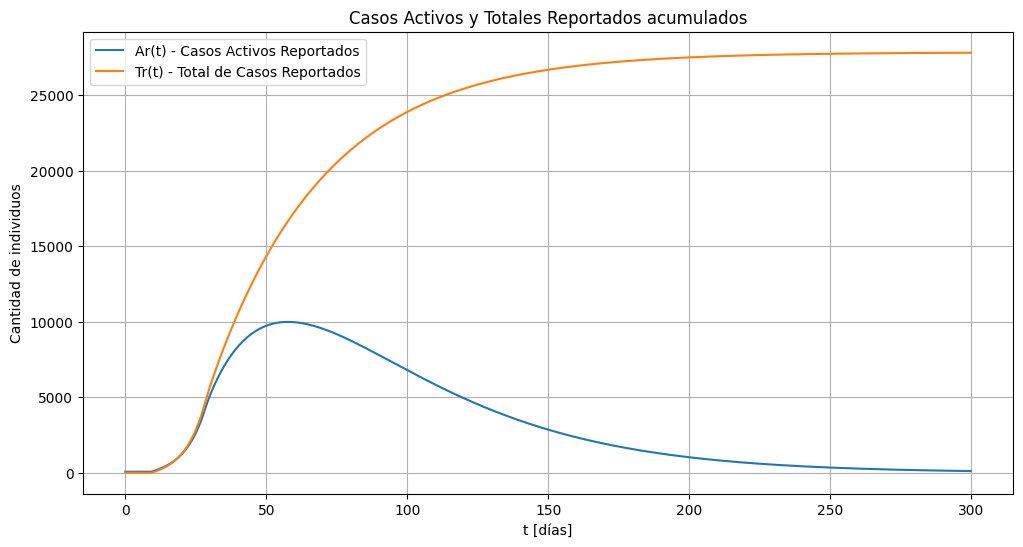 Casos Activos y Totales Reportados acumulados
Ar(t) - Casos Activos Reportados
Tr(t) - Total de Casos Reportados
Cantidad de individuos
25000
20000
15000
10000
5000
0
0 50 100 150 200 250 300
t [días]